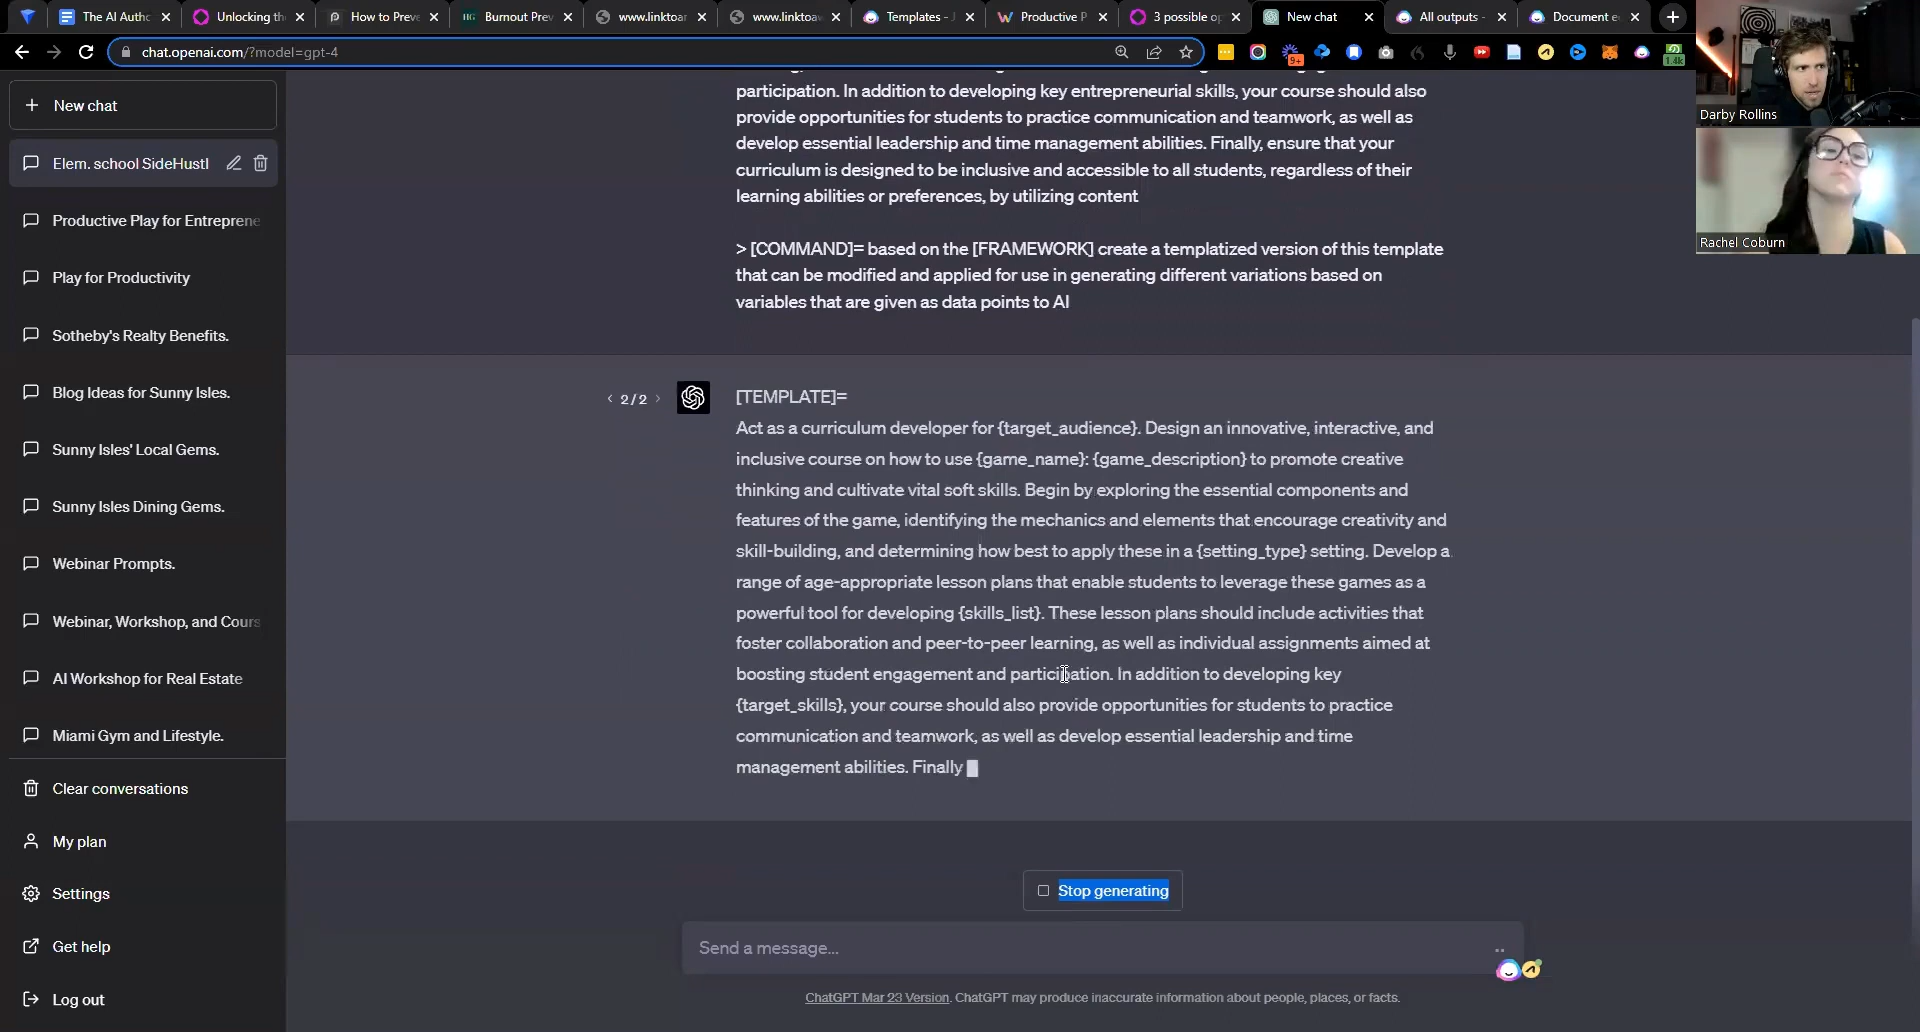 The AI Autho
Unlocking th
How to Preve
Burnout Prev
www.linktoar
www.linktoav
Templates - J
Productive P
3 possible op
New chat
All outputs -
Document e
chat.openai.com/?model=gpt-4
9+
1.4k
New chat
Elem. school SideHustl
Productive Play for Entreprene
Play for Productivity
Sotheby's Realty Benefits.
Blog Ideas for Sunny Isles.
Sunny Isles' Local Gems.
Sunny Isles Dining Gems.
Webinar Prompts.
Webinar, Workshop, and Cours
AI Workshop for Real Estate
Miami Gym and Lifestyle.
Clear conversations
My plan
Settings
Get help
Log out
participation. In addition to developing key entrepreneurial skills, your course should also
provide opportunities for students to practice communication and teamwork, as well as
develop essential leadership and time management abilities. Finally, ensure that your
curriculum is designed to be inclusive and accessible to all students, regardless of their
learning abilities or preferences, by utilizing content
> [COMMAND]= based on the [FRAMEWORK] create a templatized version of this template
that can be modified and applied for use in generating different variations based on
variables that are given as data points to AI
< 2 / 2 >
[TEMPLATE]=
Act as a curriculum developer for {target_audience}. Design an innovative, interactive, and
inclusive course on how to use {game_name}: {game_description} to promote creative
thinking and cultivate vital soft skills. Begin by exploring the essential components and
features of the game, identifying the mechanics and elements that encourage creativity and
skill-building, and determining how best to apply these in a {setting_type} setting. Develop a
range of age-appropriate lesson plans that enable students to leverage these games as a
powerful tool for developing {skills_list}. These lesson plans should include activities that
foster collaboration and peer-to-peer learning, as well as individual assignments aimed at
boosting student engagement and participation. In addition to developing key
{target_skills}, your course should also provide opportunities for students to practice
communication and teamwork, as well as develop essential leadership and time
management abilities. Finally
Stop generating
Send a message...
ChatGPT Mar 23 Version. ChatGPT may produce inaccurate information about people, places, or facts.
Darby Rollins
Rachel Coburn